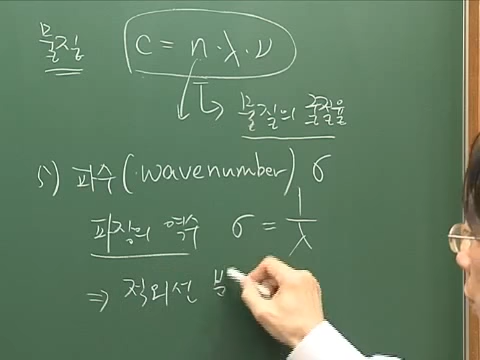 물질 c = n · λ · ν
물질의 굴절율
5) 파수 (wavenumber) σ
파장의 역수 σ = 1/λ
⇒ 적외선 분